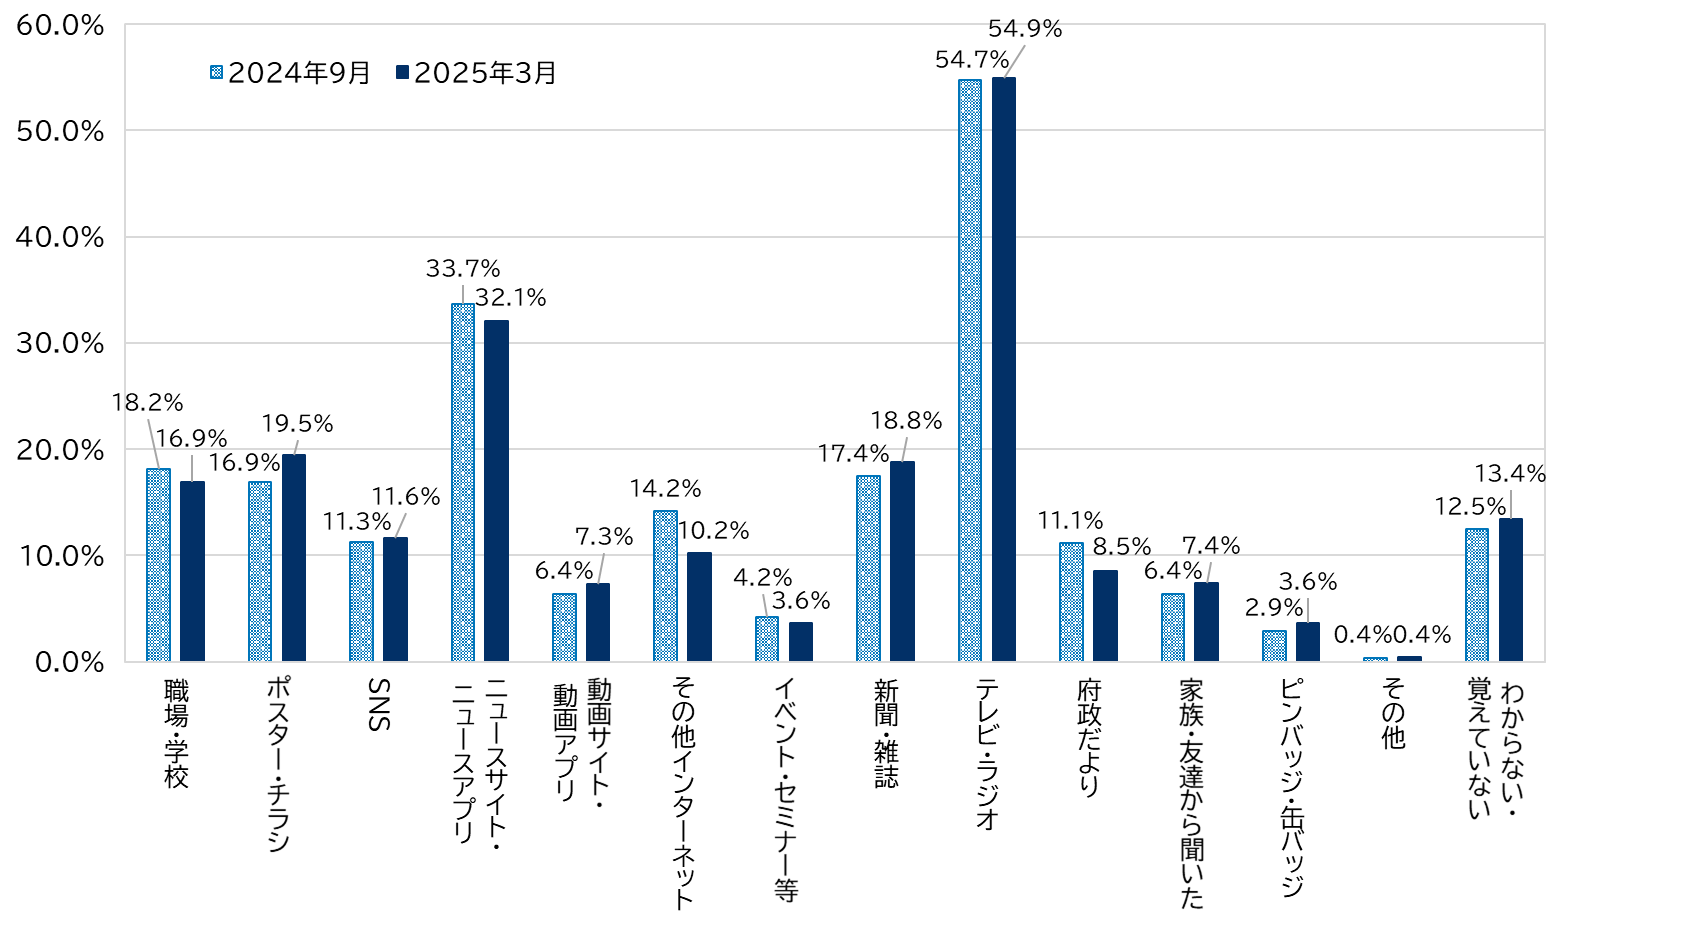 60.0%
50.0%
40.0%
30.0%
20.0%
10.0%
0.0%
2024年9月
2025年3月
18.2%
16.9%
16.9%
19.5%
11.3%
11.6%
33.7%
32.1%
6.4%
7.3%
14.2%
10.2%
4.2%
3.6%
17.4%
18.8%
54.7%
54.9%
11.1%
8.5%
6.4%
7.4%
2.9%
3.6%
0.4%
0.4%
12.5%
13.4%
職場・学校
ポスター・チラシ
SNS
ニュースサイト・
ニュースアプリ
動画サイト・
動画アプリ
その他インターネット
イベント・セミナー等
新聞・雑誌
テレビ・ラジオ
府政だより
家族・友達から聞いた
ピンバッジ・缶バッジ
その他
わからない・
覚えていない